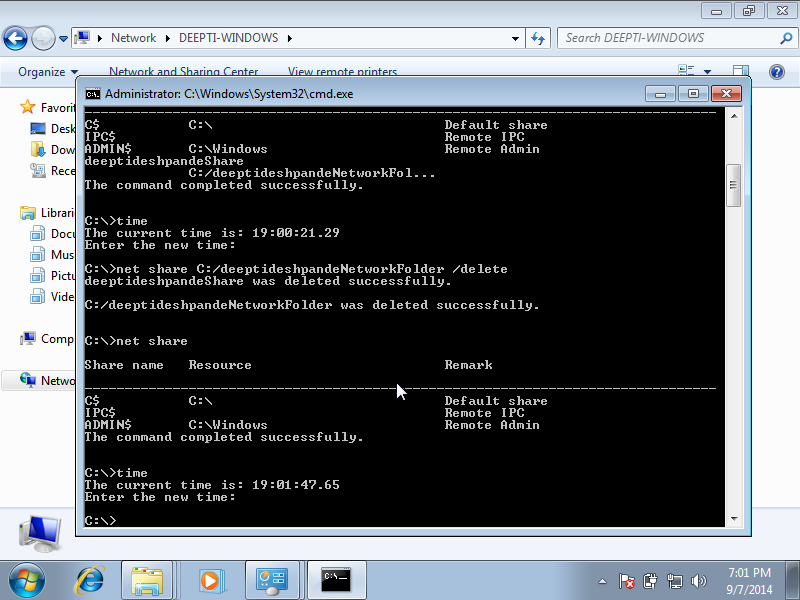 Network
DEEPTI-WINDOWS
Search DEEPTI-WINDOWS
Organize
Network and Sharing Center
View remote printers
Favorit
Desk
Dow
Rece
Librari
Docu
Musi
Pictu
Vide
Comp
Netwo
Administrator: C:\Windows\System32\cmd.exe
C$ C:\ Default share
IPC$ Remote IPC
ADMIN$ C:\Windows Remote Admin
deeptideshpandeShare
C:/deeptideshpandeNetworkFol...
The command completed successfully.
C:\>time
The current time is: 19:00:21.29
Enter the new time:
C:\>net share C:/deeptideshpandeNetworkFolder /delete
deeptideshpandeShare was deleted successfully.
C:/deeptideshpandeNetworkFolder was deleted successfully.
C:\>net share
Share name Resource Remark
C$ C:\ Default share
IPC$ Remote IPC
ADMIN$ C:\Windows Remote Admin
The command completed successfully.
C:\>time
The current time is: 19:01:47.65
Enter the new time:
C:\>
7:01 PM
9/7/2014